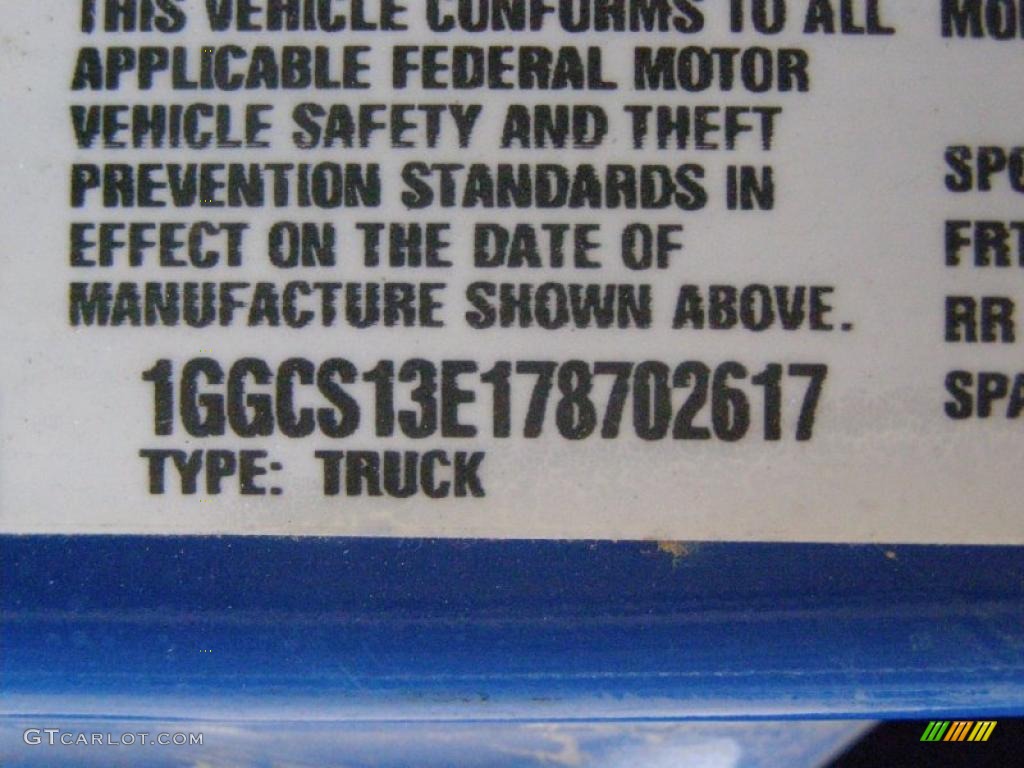 THIS VEHICLE CONFORMS TO ALL
APPLICABLE FEDERAL MOTOR
VEHICLE SAFETY AND THEFT
PREVENTION STANDARDS IN
EFFECT ON THE DATE OF
MANUFACTURE SHOWN ABOVE.
1GGCS13E178702617
TYPE: TRUCK
RR
GTCARLOT.COM